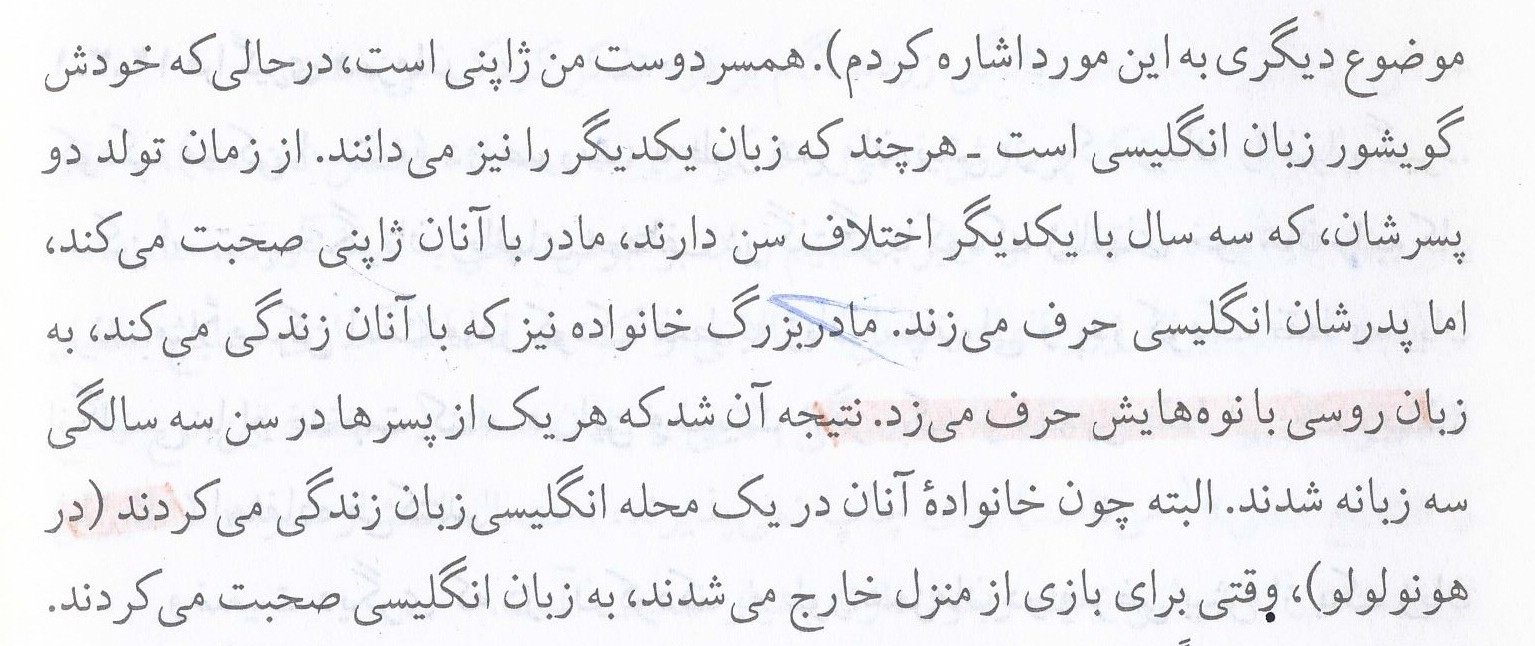 موضوع دیگری به این مورد اشاره کردم). همسر دوست من ژاپنی است، درحالی‌که خودش
گویشور زبان انگلیسی است ـ هرچند که زبان یکدیگر را نیز می‌دانند. از زمان تولد دو
پسرشان، که سه سال با یکدیگر اختلاف سن دارند، مادر با آنان ژاپنی صحبت می‌کند،
اما پدرشان انگلیسی حرف می‌زند. مادربزرگ خانواده نیز که با آنان زندگی می‌کند، به
زبان روسی با نوه‌هایش حرف می‌زد. نتیجه آن شد که هر یک از پسرها در سن سه سالگی
سه زبانه شدند. البته چون خانوادهٔ آنان در یک محله انگلیسی‌زبان زندگی می‌کردند (در
هونولولو)، وقتی برای بازی از منزل خارج می‌شدند، به زبان انگلیسی صحبت می‌کردند.